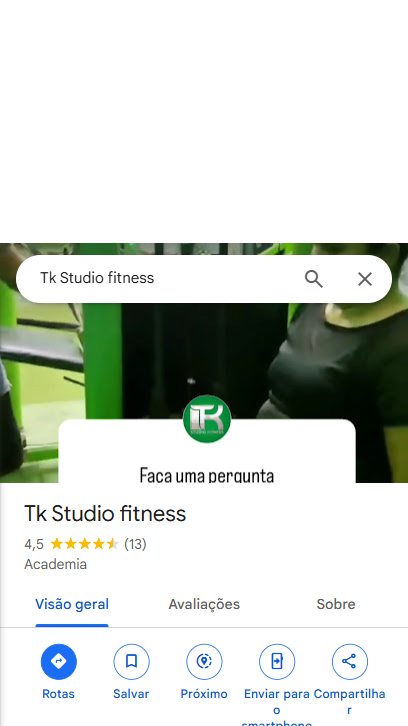 Tk Studio fitness
TK
Faça uma pergunta
Tk Studio fitness
4,5 (13)
Academia
Visão geral Avaliações Sobre
Rotas Salvar Próximo Enviar para o smartphone Compartilhar